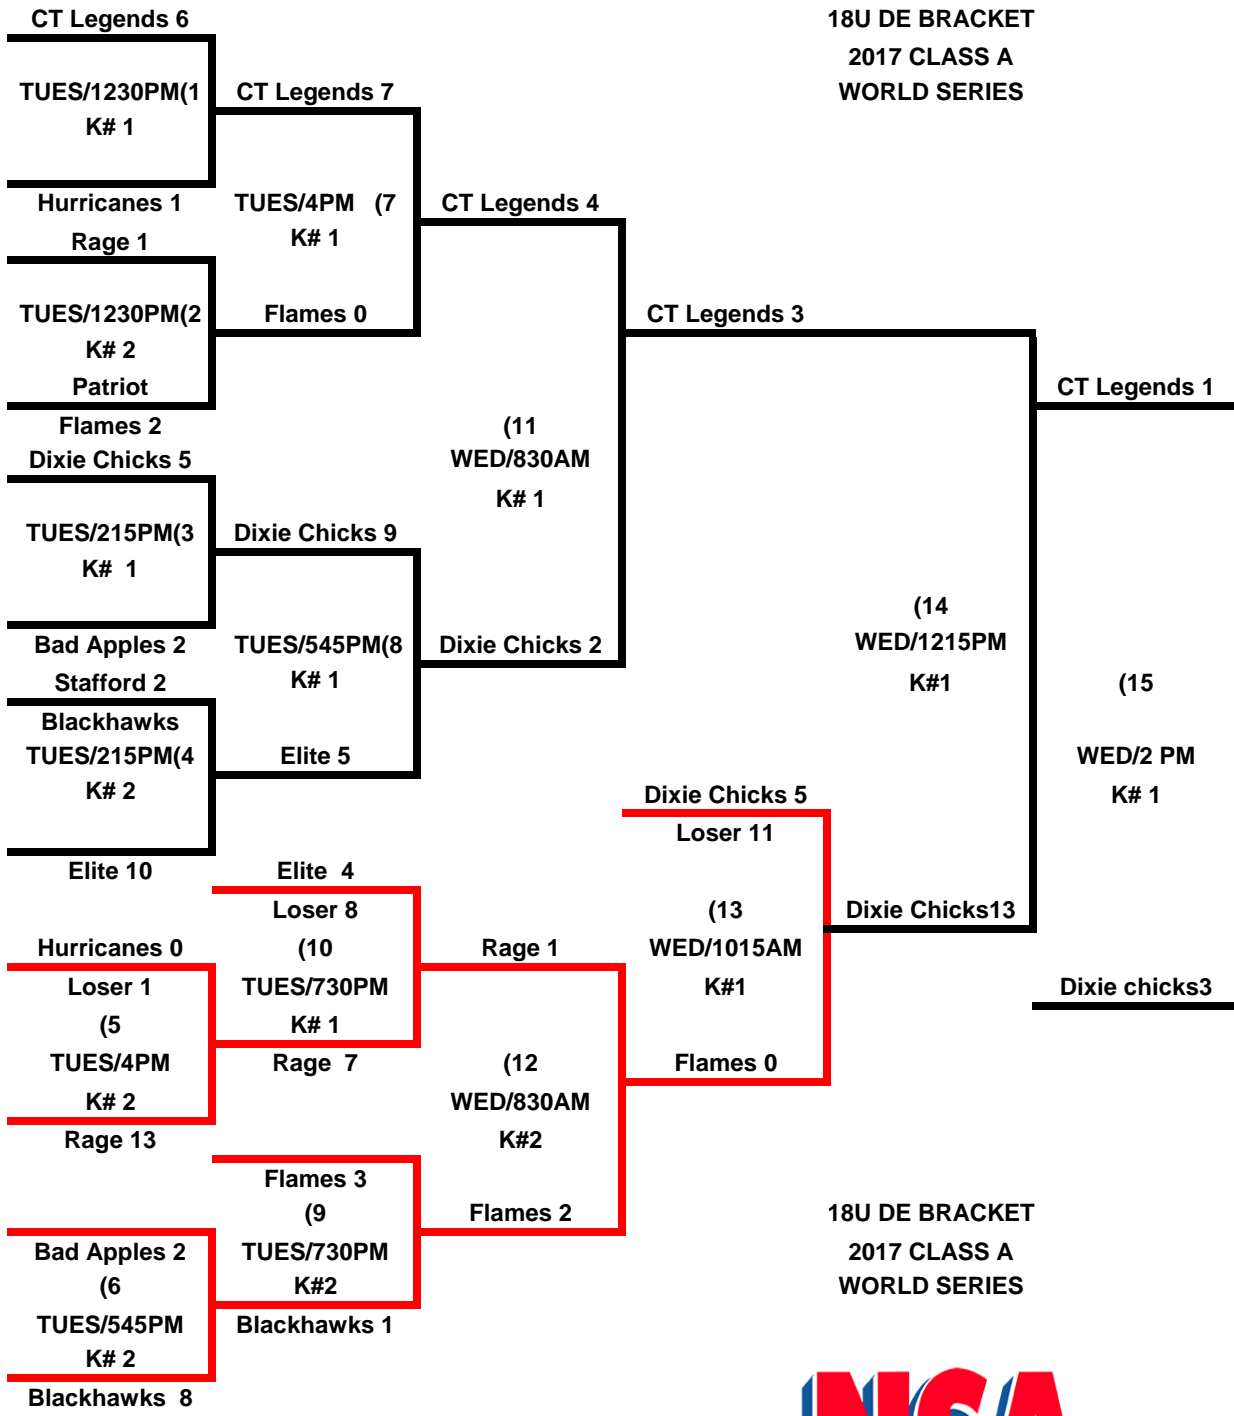 CT Legends 6
18U DE BRACKET
2017 CLASS A
WORLD SERIES
TUES/1230PM(1
K# 1
CT Legends 7
Hurricanes 1
Rage 1
TUES/4PM (7
K# 1
CT Legends 4
TUES/1230PM(2
K# 2
Patriot
Flames 2
Flames 0
CT Legends 3
CT Legends 1
Dixie Chicks 5
(11
WED/830AM
K# 1
TUES/215PM(3
K# 1
Dixie Chicks 9
Bad Apples 2
Stafford 2
Blackhawks
TUES/545PM(8
K# 1
Dixie Chicks 2
(14
WED/1215PM
K#1
(15
WED/2 PM
K# 1
TUES/215PM(4
K# 2
Elite 5
Elite 10
Dixie Chicks 5
Loser 11
Elite 4
Loser 8
(10
TUES/730PM
K# 1
Rage 7
Hurricanes 0
Loser 1
(5
TUES/4PM
K# 2
Rage 13
Rage 1
(13
WED/1015AM
K#1
Dixie Chicks13
Dixie chicks3
(12
WED/830AM
K#2
Flames 0
Flames 3
(9
TUES/730PM
K#2
Blackhawks 1
Flames 2
Bad Apples 2
(6
TUES/545PM
K# 2
Blackhawks 8
18U DE BRACKET
2017 CLASS A
WORLD SERIES
NSA